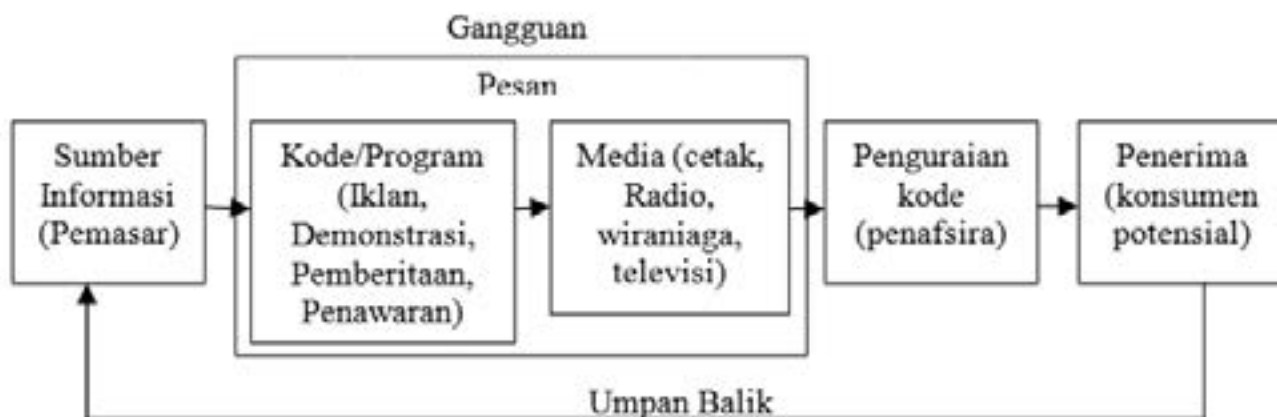 Gangguan
Pesan
Sumber
Informasi
(Pemasar)
Kode/Program
(Iklan,
Demonstrasi,
Pemberitaan,
Penawaran)
Media (cetak,
Radio,
wiraniaga,
televisi)
Penguraian
kode
(penafsira)
Penerima
(konsumen
potensial)
Umpan Balik